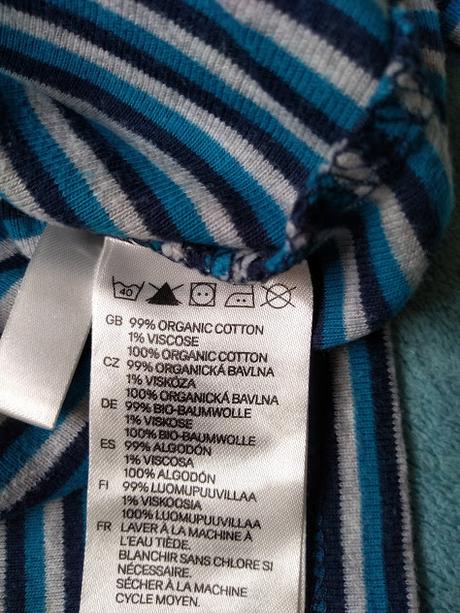 40
GB 99% ORGANIC COTTON
1% VISCOSE
100% ORGANIC COTTON
CZ 99% ORGANICKÁ BAVLNA
1% VISKÓZA
100% ORGANICKÁ BAVLNA
DE 99% BIO-BAUMWOLLE
1% VISKOSE
100% BIO-BAUMWOLLE
ES 99% ALGODÓN
1% VISCOSA
100% ALGODÓN
FI 99% LUOMUPUUVILLAA
1% VISKOOSIA
100% LUOMUPUUVILLAA
FR LAVER À LA MACHINE À
L'EAU TIÈDE.
BLANCHIR SANS CHLORE SI
NÉCESSAIRE.
SÉCHER À LA MACHINE
CYCLE MOYEN.